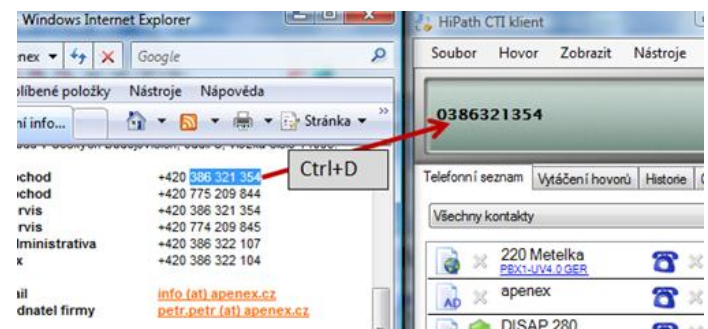 Windows Internet Explorer
nex
Google
líbené položky Nástroje Nápověda
ní info...
Stránka
»
chod +420 386 321 354
chod +420 775 209 844
rvis +420 386 321 354
rvis +420 774 209 845
lministrativa +420 386 322 107
x +420 386 322 104
ail info (at) apenex.cz
dnatel firmy petr.petr (at) apenex.cz
Ctrl+D
HiPath CTI klient
Soubor Hovor Zobrazit Nástroje
0386321354
Telefonní seznam Vytáčení hovorů Historie
Všechny kontakty
220 Metelka
PBX1-UV4.0 GER
AD
apenex
DISAP 280